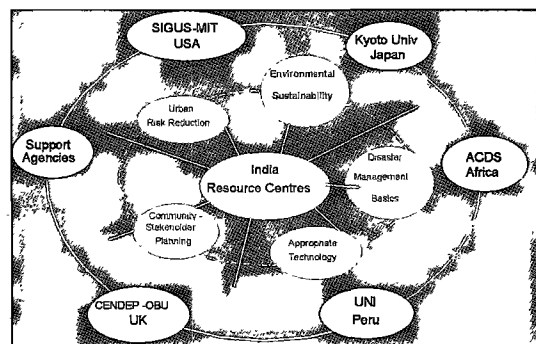 SIGUS-MIT
USA
Kyoto Univ
Japan
Environmental
Sustainability
Urban
Risk Reduction
Support
Agencies
India
Resource Centres
Disaster
Management
Basics
ACDS
Africa
Community -
Stakeholder
Planning
Appropriate
Technology
CENDEP -OBU
UK
UNI
Peru